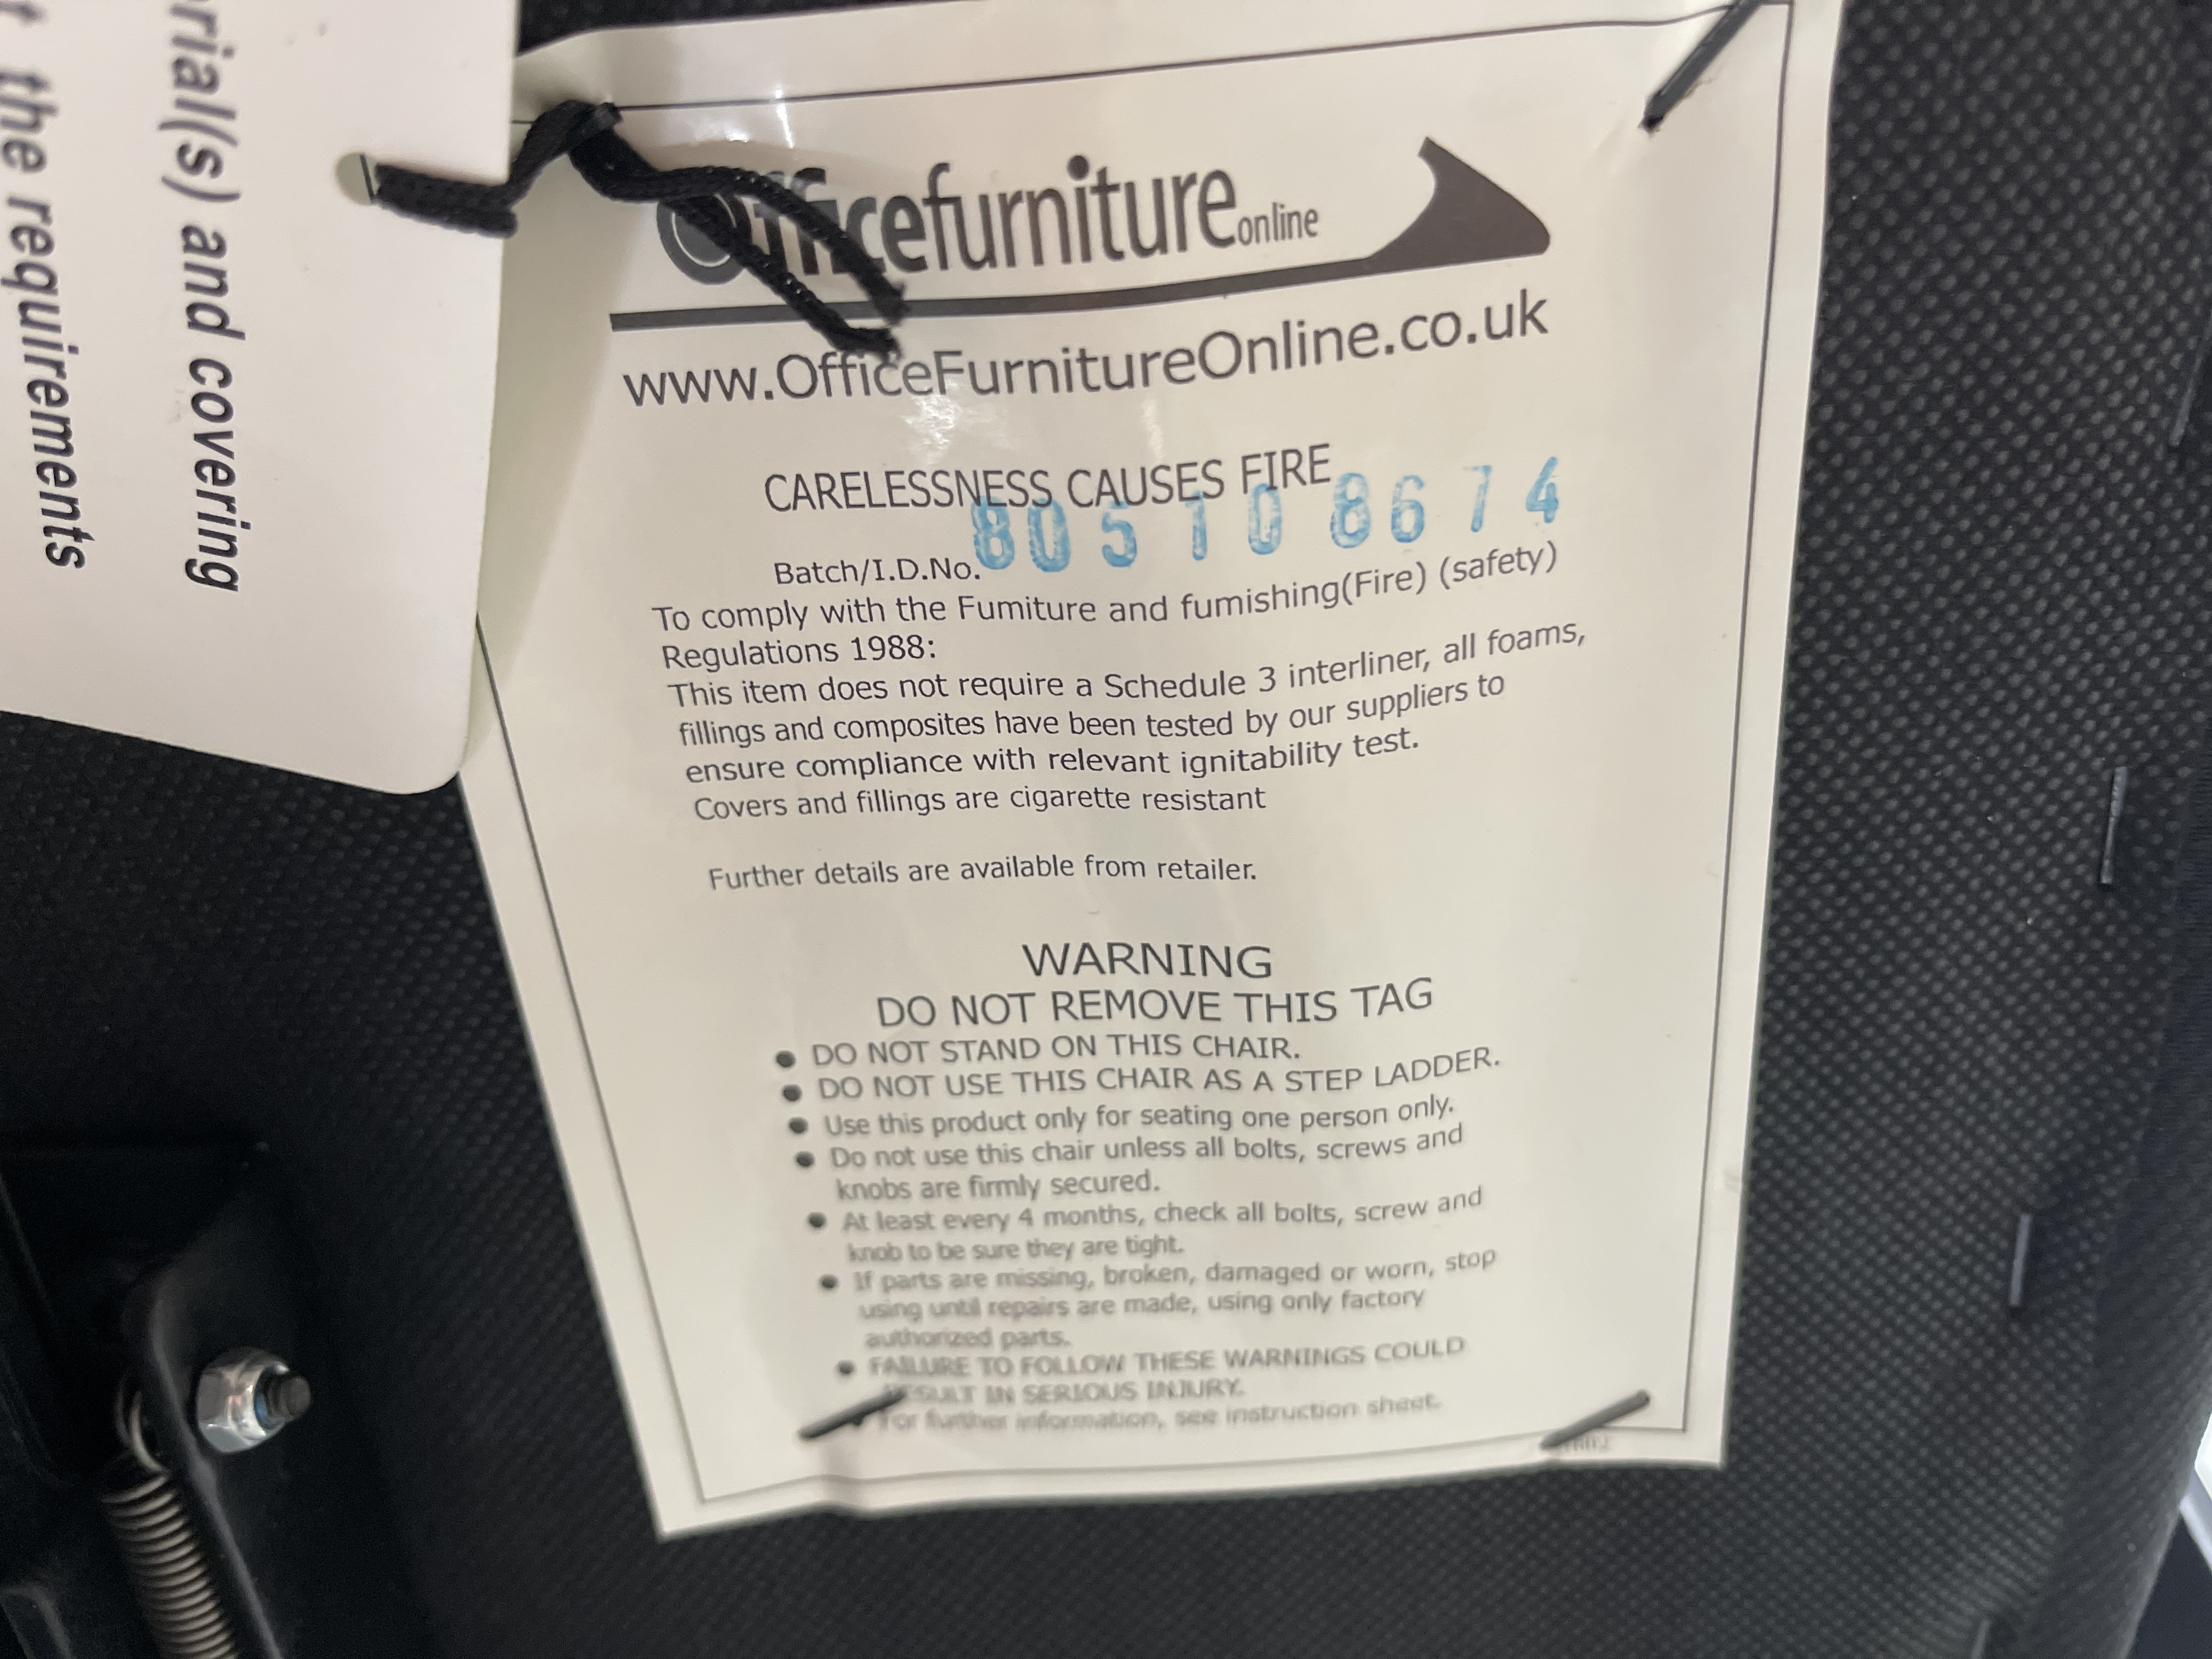 rial(s) and covering
t the requirements
Officefurniture online
www.OfficeFurnitureOnline.co.uk
CARELESSNESS CAUSES FIRE
Batch/I.D.No. 805108674
To comply with the Fumiture and fumishing(Fire) (safety)
Regulations 1988:
This item does not require a Schedule 3 interliner, all foams,
fillings and composites have been tested by our suppliers to
ensure compliance with relevant ignitability test.
Covers and fillings are cigarette resistant
Further details are available from retailer.
WARNING
DO NOT REMOVE THIS TAG
• DO NOT STAND ON THIS CHAIR.
• DO NOT USE THIS CHAIR AS A STEP LADDER.
• Use this product only for seating one person only.
• Do not use this chair unless all bolts, screws and
knobs are firmly secured.
• At least every 4 months, check all bolts, screw and
knob to be sure they are tight.
• If parts are missing, broken, damaged or worn, stop
using until repairs are made, using only factory
authorized parts.
• FAILURE TO FOLLOW THESE WARNINGS COULD
RESULT IN SERIOUS INJURY.
For further information, see instruction sheet.